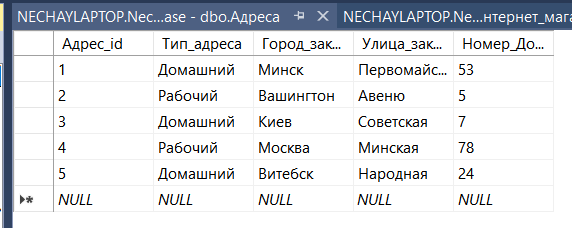 NECHAYLAPTOP.Nec...ase - dbo.Адреса NECHAYLAPTOP.Ne...нтернет_мага
Адрес_id Тип_адреса Город_зак... Улица_зак... Номер_До...
1 Домашний Минск Первомайс... 53
2 Рабочий Вашингтон Авеню 5
3 Домашний Киев Советская 7
4 Рабочий Москва Минская 78
5 Домашний Витебск Народная 24
NULL NULL NULL NULL NULL